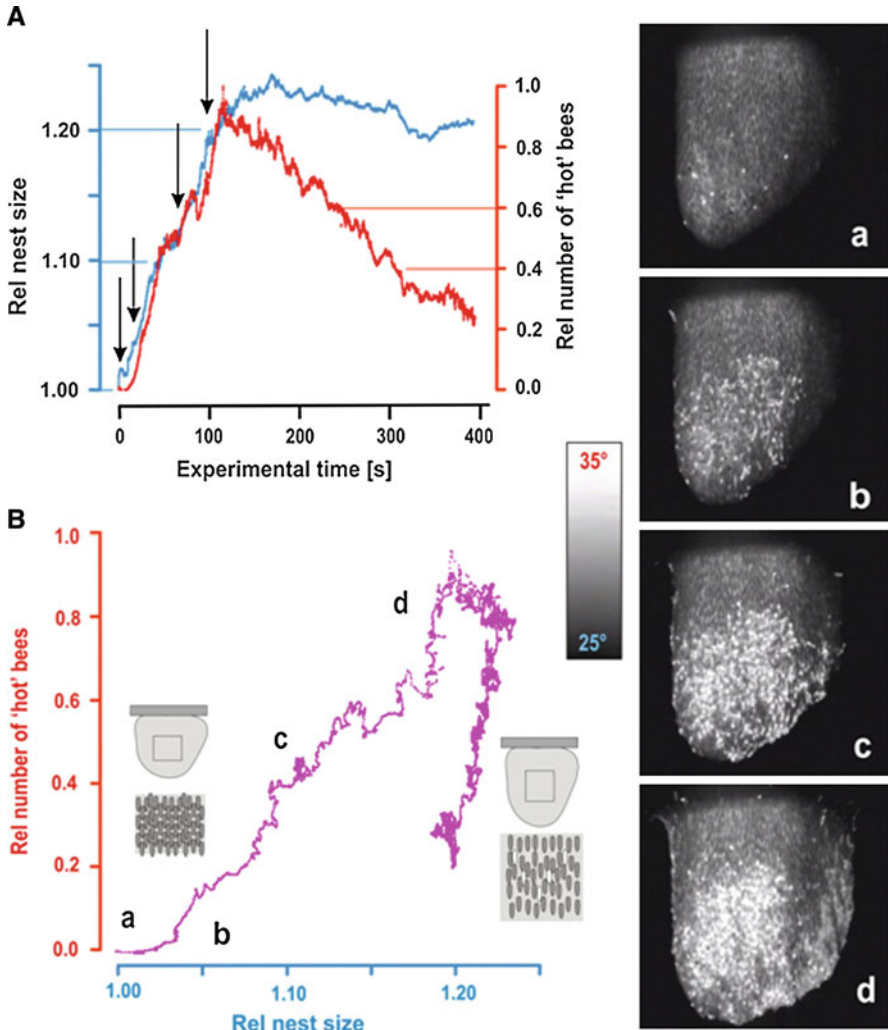 A
Rel nest size
1.20
1.10
1.00
1.0
0.8
0.6
0.4
0.2
0.0
Rel number of 'hot' bees
0 100 200 300 400
Experimental time [s]
a
b
c
d
35°
25°
B
Rel number of 'hot' bees
1.0
0.8
0.6
0.4
0.2
0.0
a
b
c
d
1.00 1.10 1.20
Rel nest size